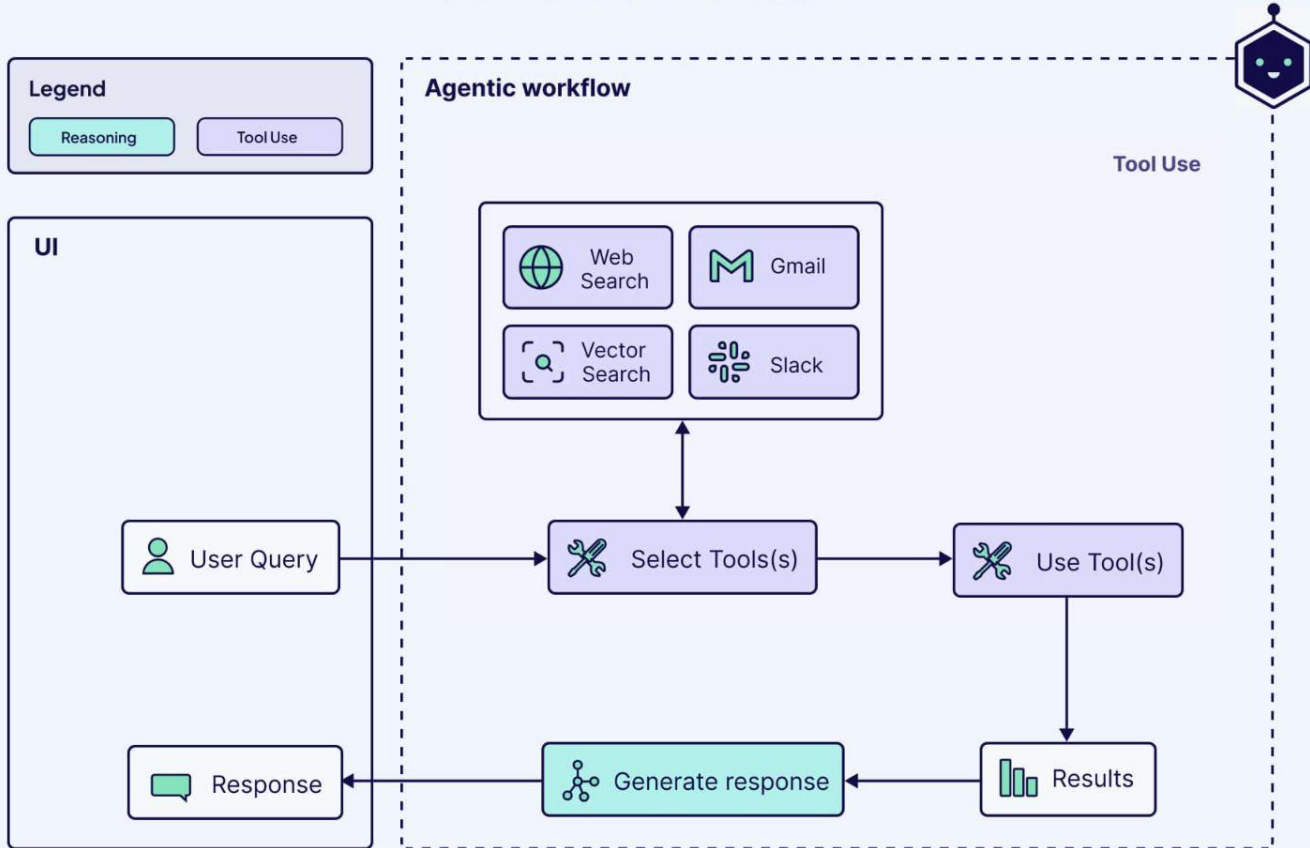 Legend
Reasoning
Tool Use
Agentic workflow
Tool Use
UI
Web
Search
Gmail
Vector
Search
Slack
User Query
Select Tools(s)
Use Tool(s)
Response
Generate response
Results